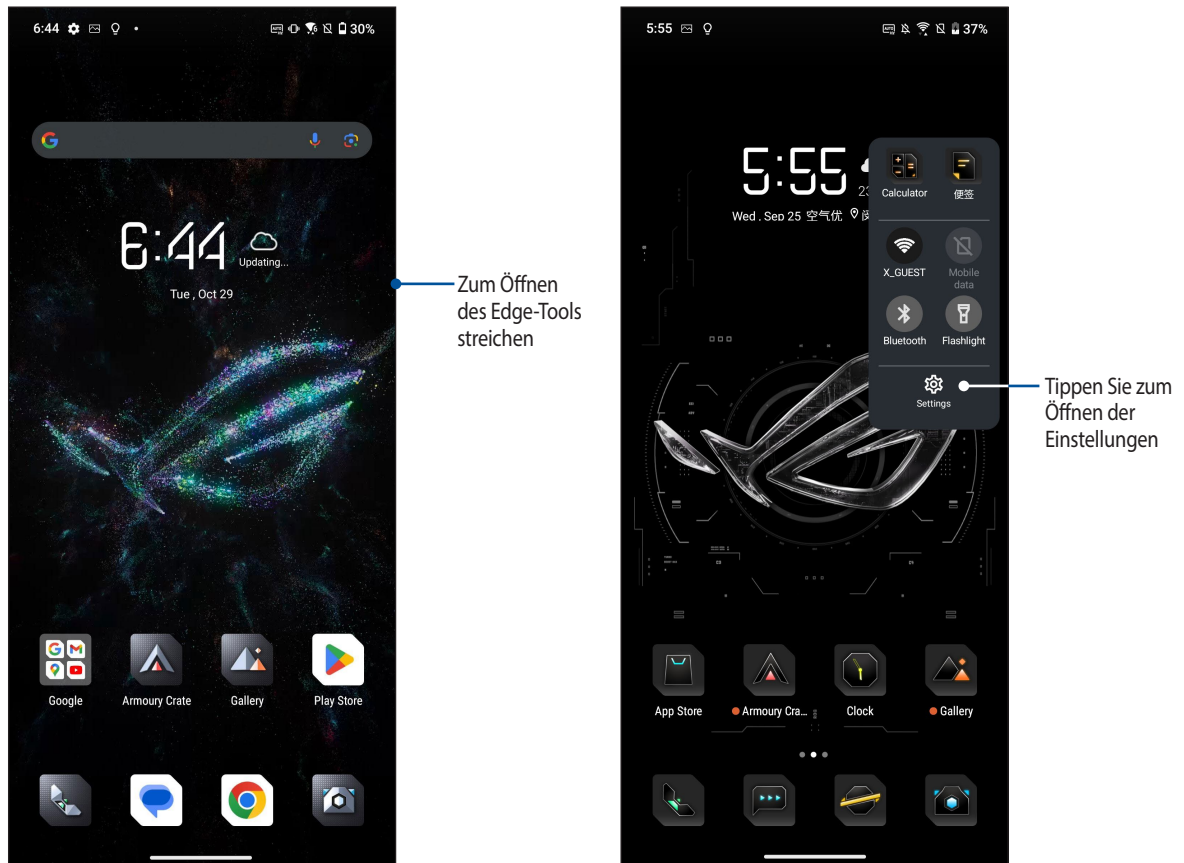 6:44
30%
6:44
Updating...
Tue , Oct 29
Google
Armoury Crate
Gallery
Play Store
Zum Öffnen
des Edge-Tools
streichen
5:55
37%
5:55
23
Wed , Sep 25 空气优
Calculator
便签
X_GUEST
Mobile
data
Bluetooth
Flashlight
Settings
App Store
Armoury Cra...
Clock
Gallery
Tippen Sie zum
Öffnen der
Einstellungen